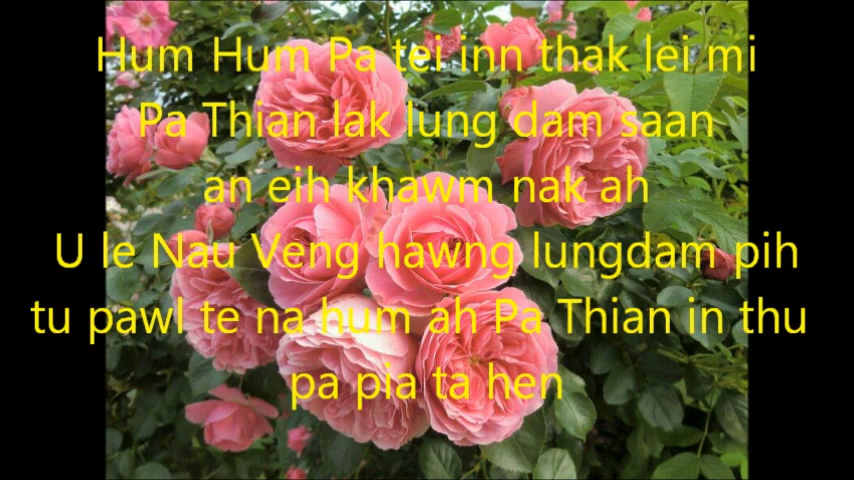 Hum Hum Pa tei inn thak lei mi
Pa Thian lak lung dam saan
an eih khawm nak ah
U le Nau Veng hawng lungdam pih
tu pawl te na hum ah Pa Thian in thu
pa pia ta hen